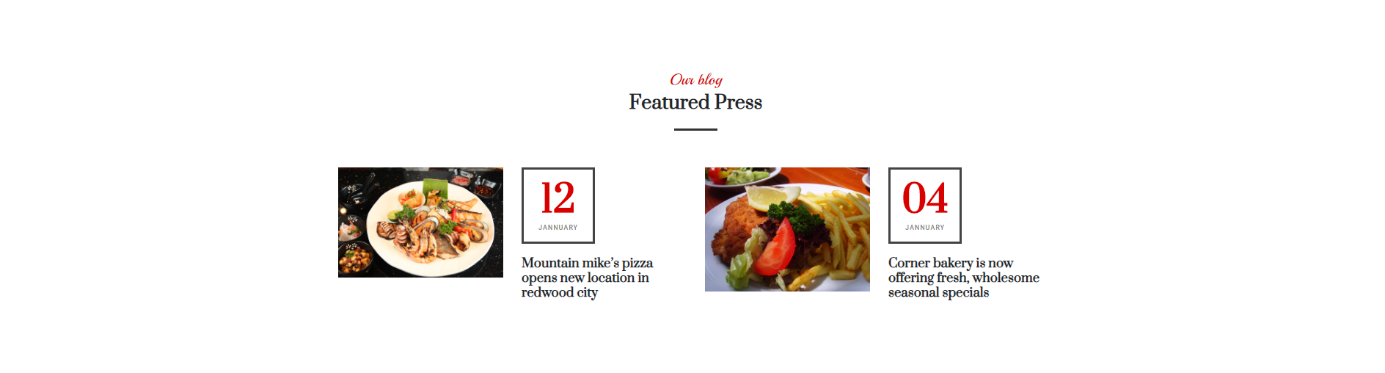 Our blog
Featured Press
12
JANNUARY
Mountain mike's pizza
opens new location in
redwood city
04
JANNUARY
Corner bakery is now
offering fresh, wholesome
seasonal specials